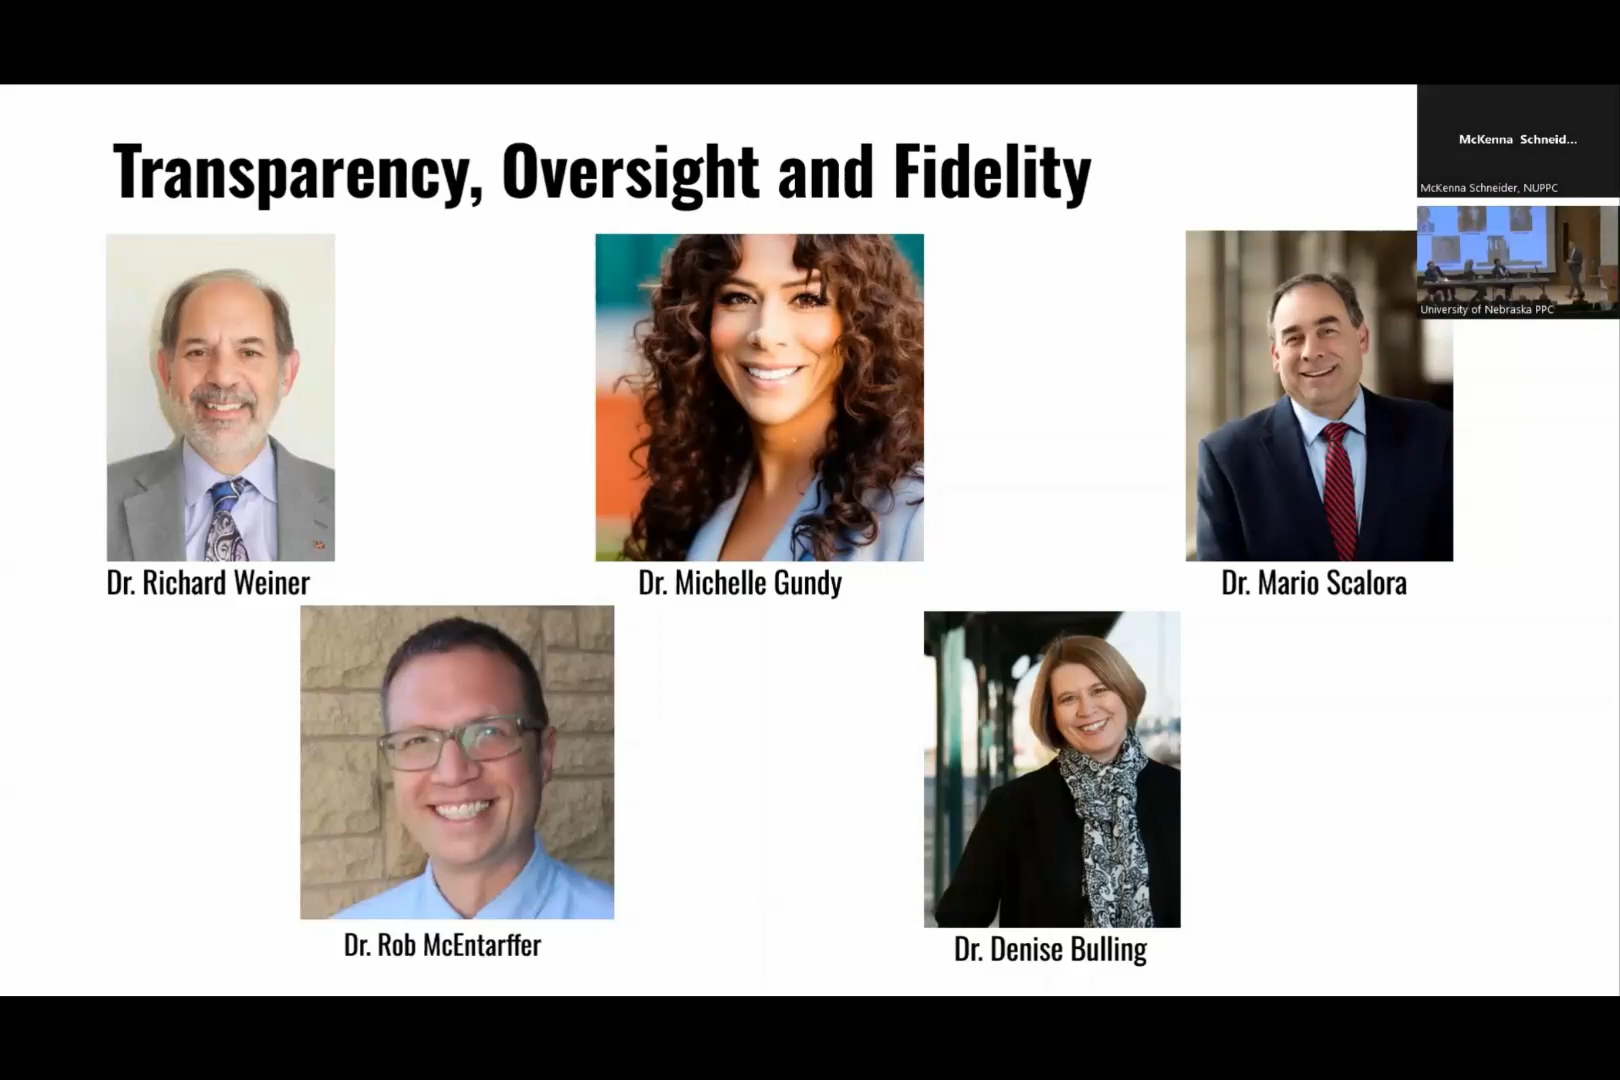 Transparency, Oversight and Fidelity
McKenna Schneid...
McKenna Schneider, NUPPC
University of Nebraska PPC
Dr. Richard Weiner
Dr. Michelle Gundy
Dr. Mario Scalora
Dr. Rob McEntarffer
Dr. Denise Bulling